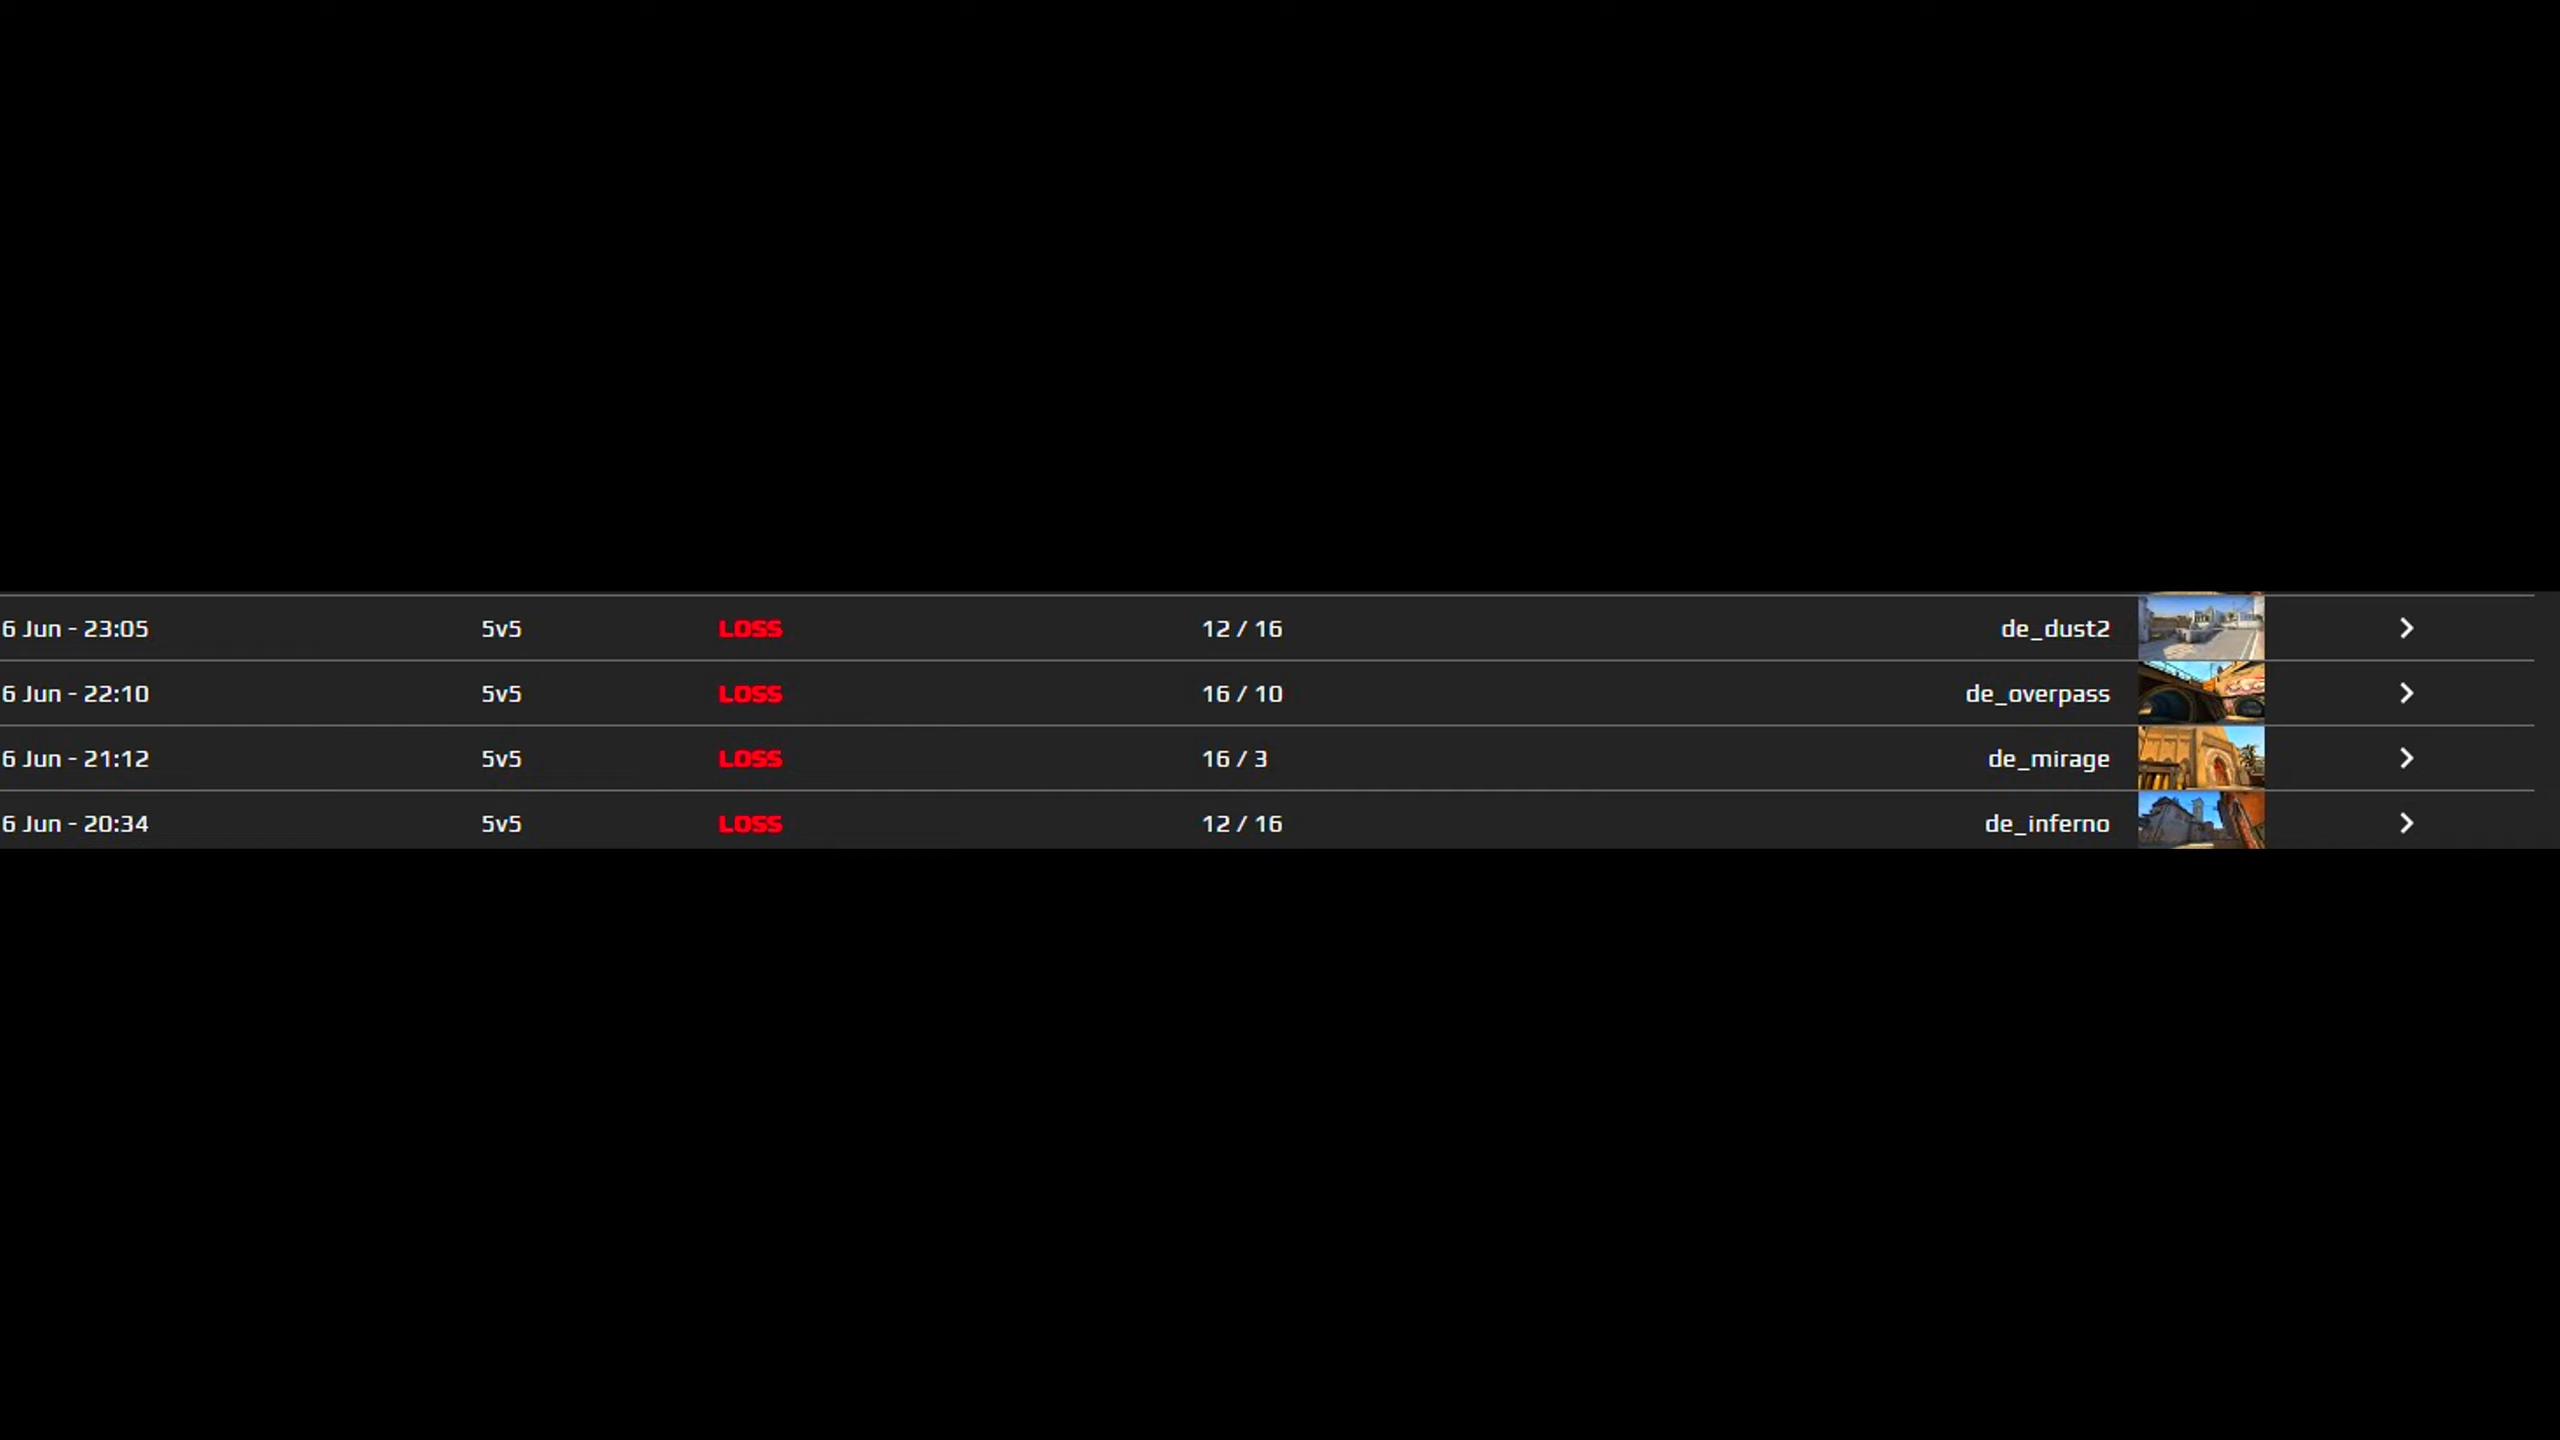 6 Jun - 23:05 5v5 LOSS 12 / 16 de_dust2
6 Jun - 22:10 5v5 LOSS 16 / 10 de_overpass
6 Jun - 21:12 5v5 LOSS 16 / 3 de_mirage
6 Jun - 20:34 5v5 LOSS 12 / 16 de_inferno